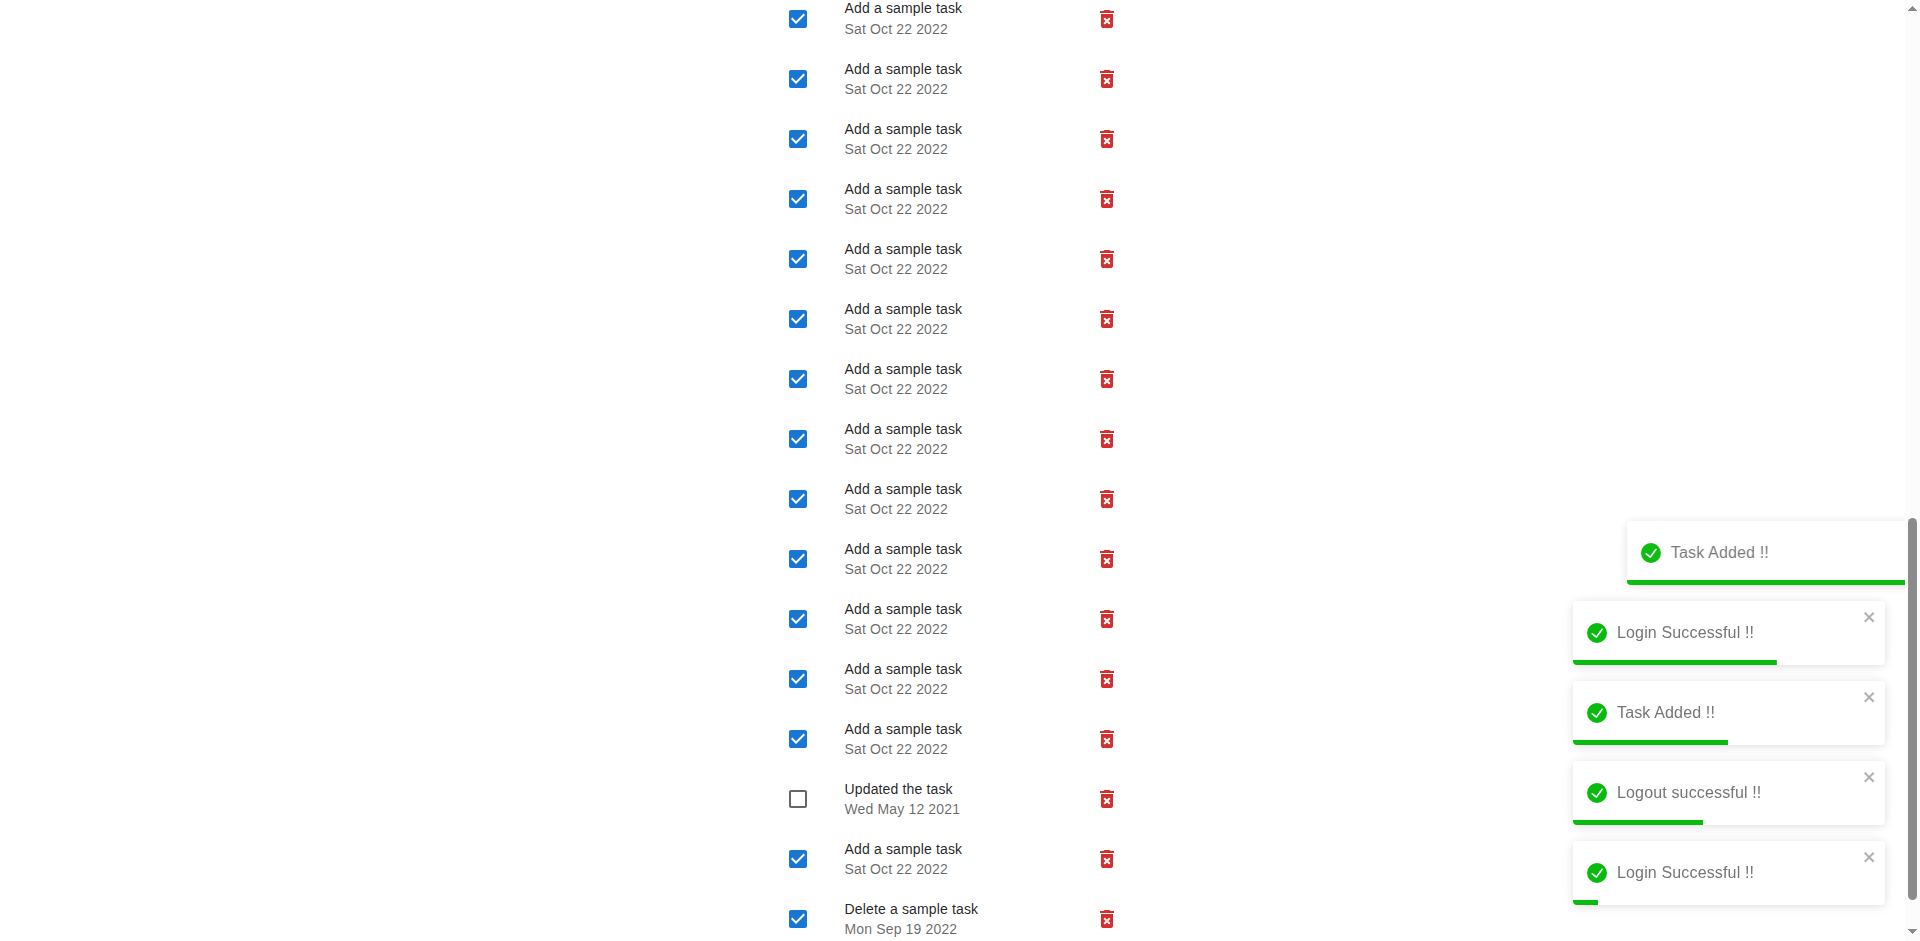 Add a sample task
Sat Oct 22 2022
Add a sample task
Sat Oct 22 2022
Add a sample task
Sat Oct 22 2022
Add a sample task
Sat Oct 22 2022
Add a sample task
Sat Oct 22 2022
Add a sample task
Sat Oct 22 2022
Add a sample task
Sat Oct 22 2022
Add a sample task
Sat Oct 22 2022
Add a sample task
Sat Oct 22 2022
Add a sample task
Sat Oct 22 2022
Add a sample task
Sat Oct 22 2022
Add a sample task
Sat Oct 22 2022
Add a sample task
Sat Oct 22 2022
Updated the task
Wed May 12 2021
Add a sample task
Sat Oct 22 2022
Delete a sample task
Mon Sep 19 2022
Task Added !!
Login Successful !!
Task Added !!
Logout successful !!
Login Successful !!